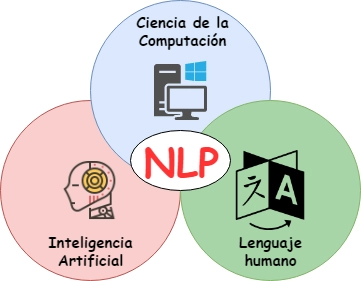 Ciencia de la
Computación
NLP
Inteligencia
Artificial
A
Lenguaje
humano